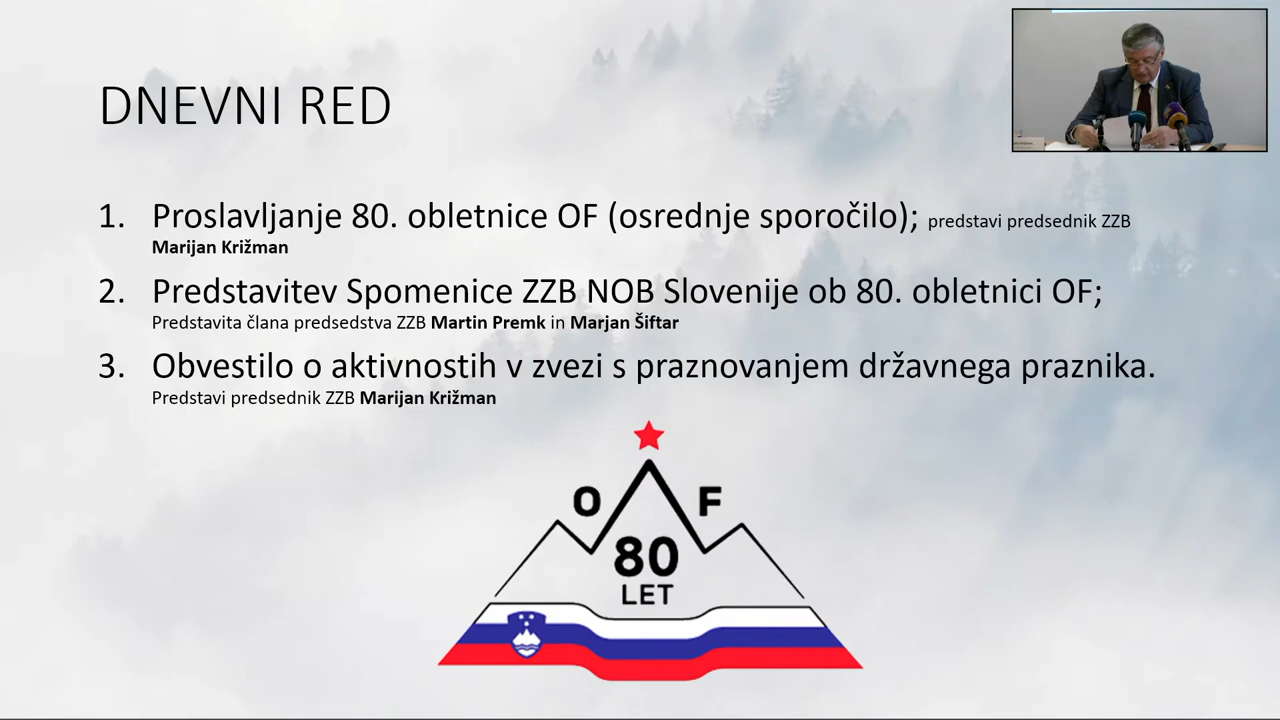 DNEVNI RED
1. Proslavljanje 80. obletnice OF (osrednje sporočilo); predstavi predsednik ZZB
Marijan Križman
2. Predstavitev Spomenice ZZB NOB Slovenije ob 80. obletnici OF;
Predstavita člana predsedstva ZZB Martin Premk in Marjan Šiftar
3. Obvestilo o aktivnostih v zvezi s praznovanjem državnega praznika.
Predstavi predsednik ZZB Marijan Križman
O F
80
LET